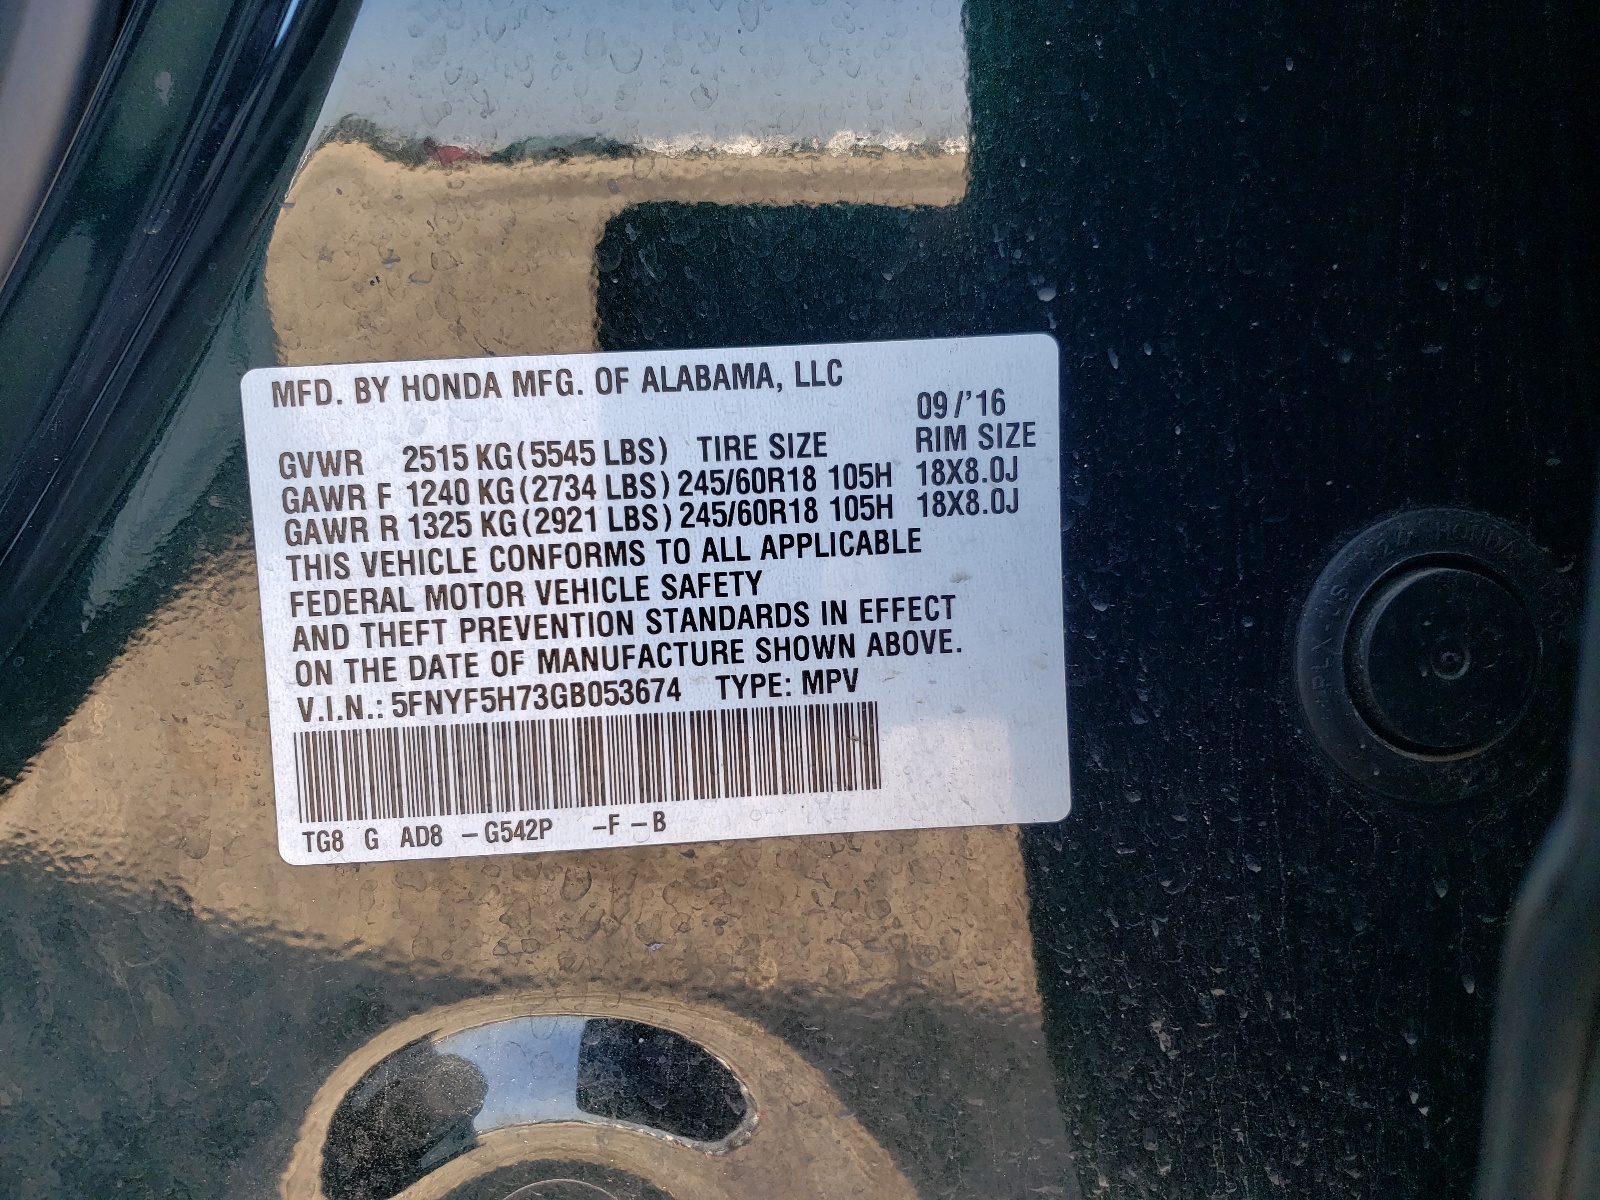 MFD. BY HONDA MFG. OF ALABAMA, LLC
09/'16
GVWR 2515 KG(5545 LBS) TIRE SIZE RIM SIZE
GAWR F 1240 KG(2734 LBS) 245/60R18 105H 18X8.0J
GAWR R 1325 KG(2921 LBS) 245/60R18 105H 18X8.0J
THIS VEHICLE CONFORMS TO ALL APPLICABLE
FEDERAL MOTOR VEHICLE SAFETY
AND THEFT PREVENTION STANDARDS IN EFFECT
ON THE DATE OF MANUFACTURE SHOWN ABOVE.
V.I.N.: 5FNYF5H73GB053674 TYPE: MPV
TG8 G AD8 -G542P -F -B
HONDA